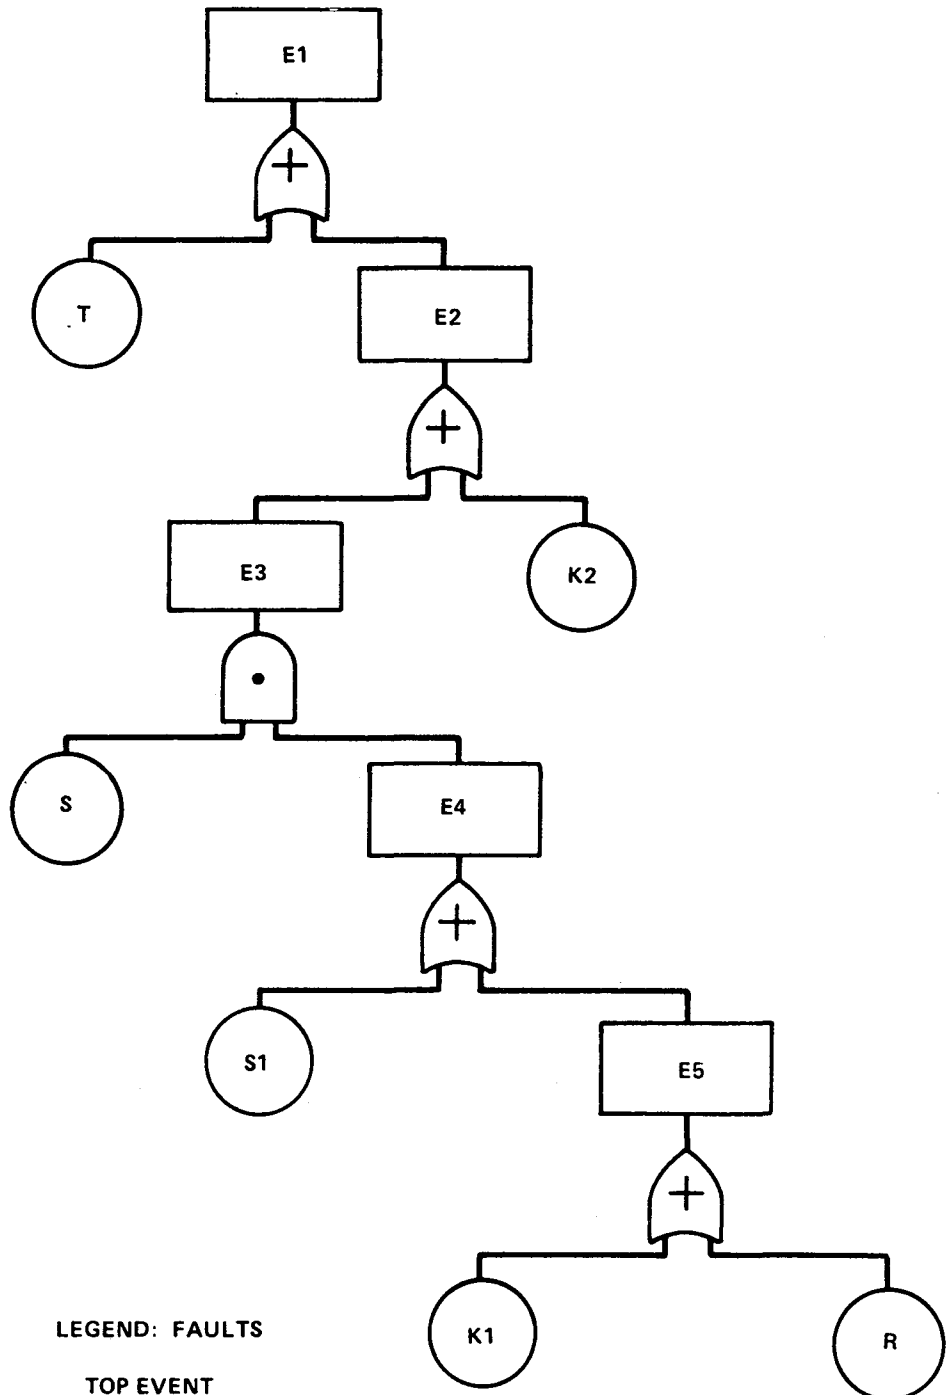 E1
+
T
E2
+
E3
K2
S
E4
+
S1
E5
+
K1
R
LEGEND: FAULTS
TOP EVENT